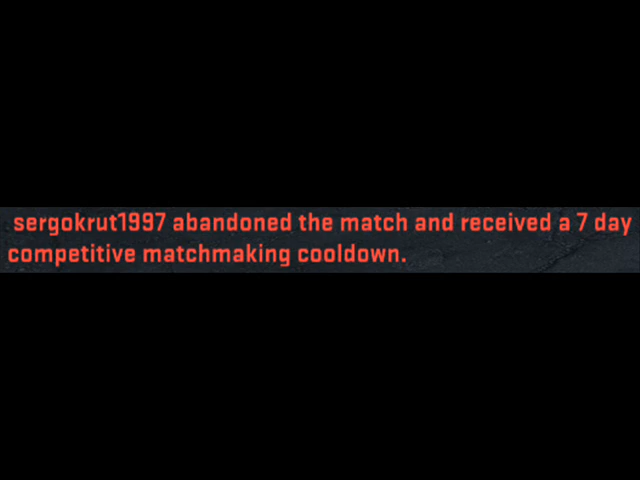 sergokrut1997 abandoned the match and received a 7 day
competitive matchmaking cooldown.